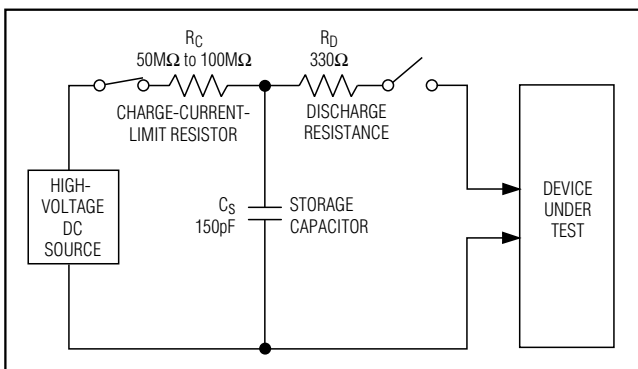 R_C
50MΩ to 100MΩ
CHARGE-CURRENT-
LIMIT RESISTOR
R_D
330Ω
DISCHARGE
RESISTANCE
HIGH-
VOLTAGE
DC
SOURCE
C_S
150pF
STORAGE
CAPACITOR
DEVICE
UNDER
TEST